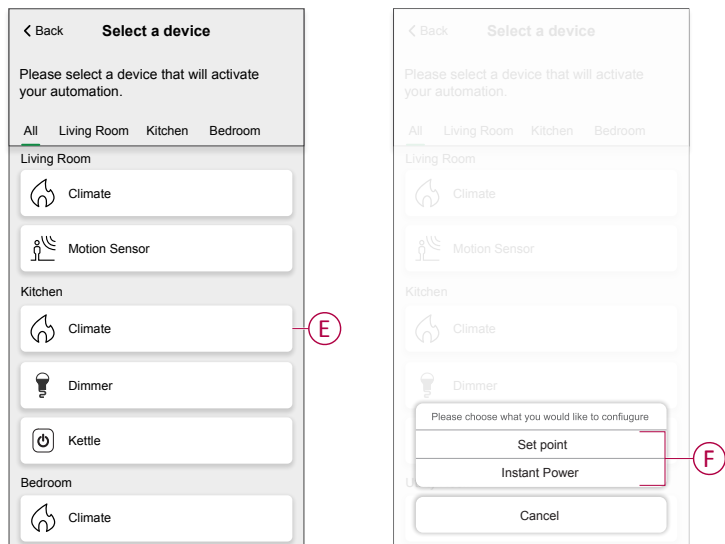 Back Select a device
Please select a device that will activate
your automation.
All Living Room Kitchen Bedroom
Living Room
Climate
Motion Sensor
Kitchen
Climate
E
Dimmer
Kettle
Bedroom
Climate
Back Select a device
Please select a device that will activate
your automation.
All Living Room Kitchen Bedroom
Living Room
Climate
Motion Sensor
Kitchen
Climate
Dimmer
Please choose what you would like to confiugure
Set point
F
Instant Power
Cancel